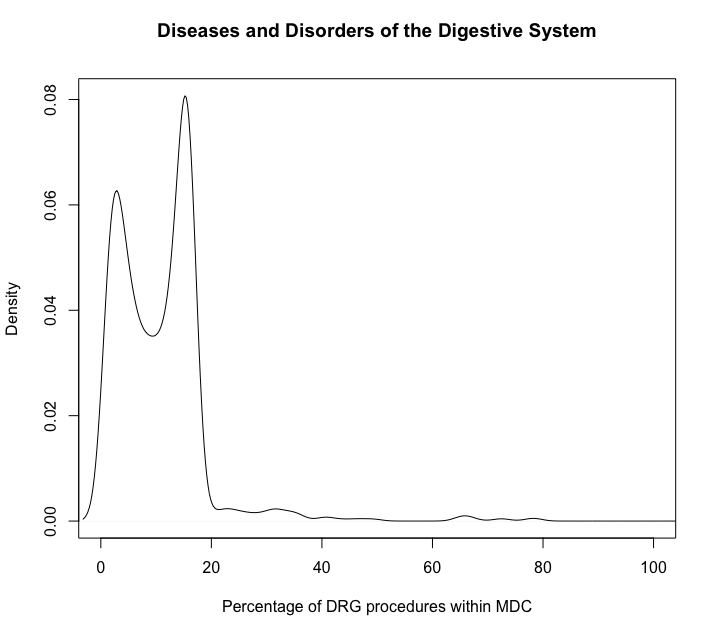 Diseases and Disorders of the Digestive System
Density
0.08
0.06
0.04
0.02
0.00
0 20 40 60 80 100
Percentage of DRG procedures within MDC